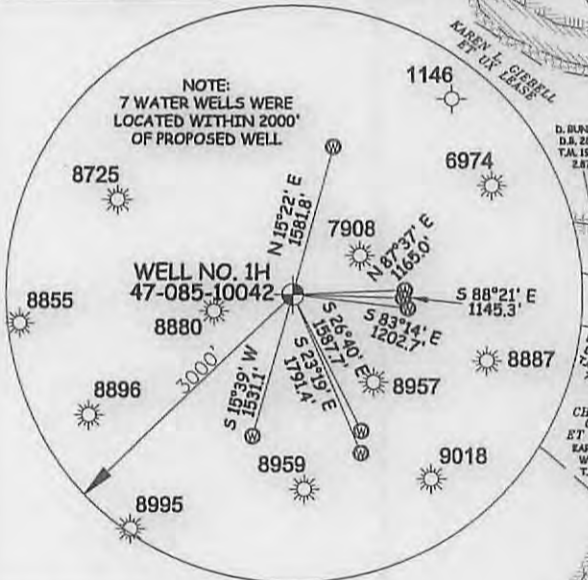 KAREN L. GIEBELL
ET UX LEASE
1146
NOTE:
7 WATER WELLS WERE
LOCATED WITHIN 2000'
OF PROPOSED WELL
W
6974
8725
N 15°22' E
1581.8'
7908
N 87°37' E
1165.0'
WELL NO. 1H
47-085-10042
W
W
W
S 88°21' E
1145.3'
S 83°14' E
1202.7'
8855
8880
S 26°40' E
1587.7'
S 23°19' E
1791.4'
8887
3000'
S 15°39' W
1531.1'
8957
8896
W
W
W
8959
9018
8995
D.B.
T.M.
CH
ET